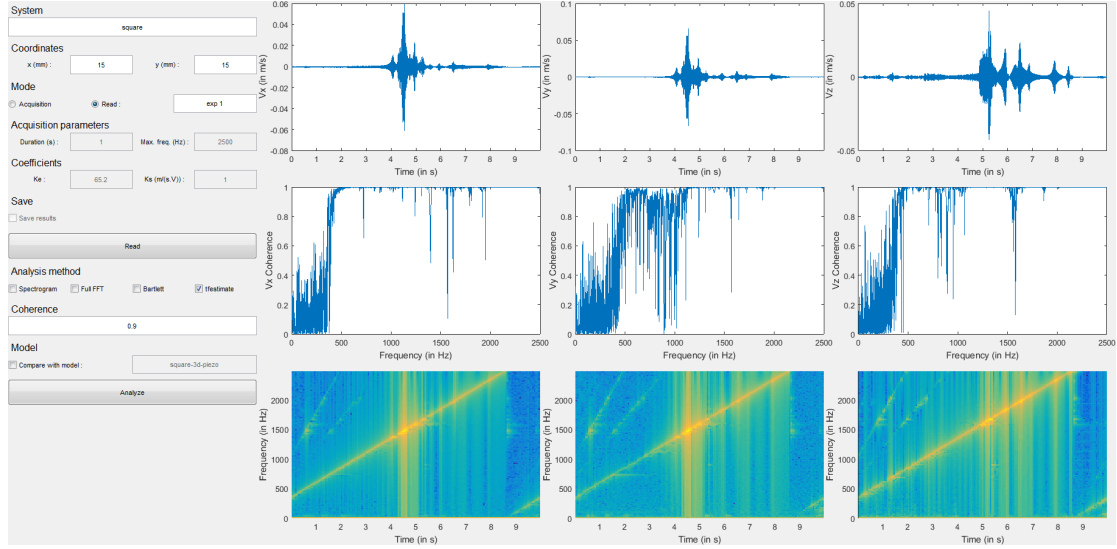 System
square
Coordinates
x (mm) : 15 y (mm) : 15
Mode
Acquisition Read : exp 1
Acquisition parameters
Duration (s) : 1 Max. freq. (Hz) : 2500
Coefficients
Ke : 65.2 Ks (m/(s.V)) : 1
Save
Save results
Read
Analysis method
Spectrogram Full FFT Bartlett tfestimate
Coherence
0.9
Model
Compare with model : square-3d-piezo
Analyze
Vx (in m/s)
0.06
0.04
0.02
0
-0.02
-0.04
-0.06
-0.08
0 1 2 3 4 5 6 7 8 9
Time (in s)
Vy (in m/s)
0.1
0.05
0
-0.05
-0.1
0 1 2 3 4 5 6 7 8 9
Time (in s)
Vz (in m/s)
0.05
0
-0.05
0 1 2 3 4 5 6 7 8 9
Time (in s)
Vx Coherence
1
0.8
0.6
0.4
0.2
0
0 500 1000 1500 2000 2500
Frequency (in Hz)
Vy Coherence
1
0.8
0.6
0.4
0.2
0
0 500 1000 1500 2000 2500
Frequency (in Hz)
Vz Coherence
1
0.8
0.6
0.4
0.2
0
0 500 1000 1500 2000 2500
Frequency (in Hz)
Frequency (in Hz)
2000
1500
1000
500
0
1 2 3 4 5 6 7 8 9
Time (in s)
Frequency (in Hz)
2000
1500
1000
500
0
1 2 3 4 5 6 7 8 9
Time (in s)
Frequency (in Hz)
2000
1500
1000
500
0
1 2 3 4 5 6 7 8 9
Time (in s)